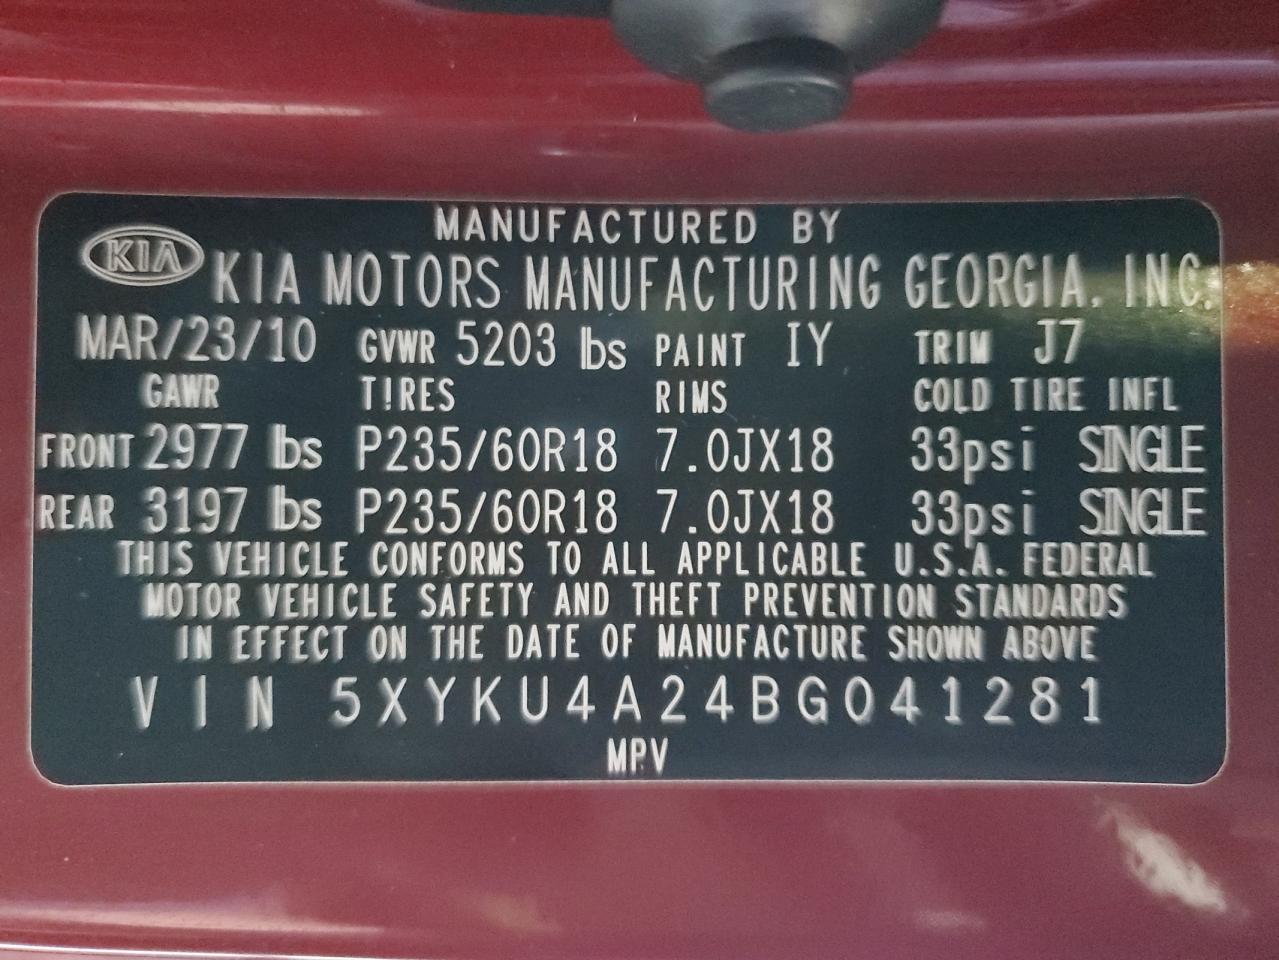 MANUFACTURED BY
KIA KIA MOTORS MANUFACTURING GEORGIA, INC.
MAR/23/10 GVWR 5203 lbs PAINT IY TRIM J7
GAWR TIRES RIMS COLD TIRE INFL
FRONT 2977 lbs P235/60R18 7.0JX18 33psi SINGLE
REAR 3197 lbs P235/60R18 7.0JX18 33psi SINGLE
THIS VEHICLE CONFORMS TO ALL APPLICABLE U.S.A. FEDERAL
MOTOR VEHICLE SAFETY AND THEFT PREVENTION STANDARDS
IN EFFECT ON THE DATE OF MANUFACTURE SHOWN ABOVE
VIN 5XYKU4A24BG041281
MPV